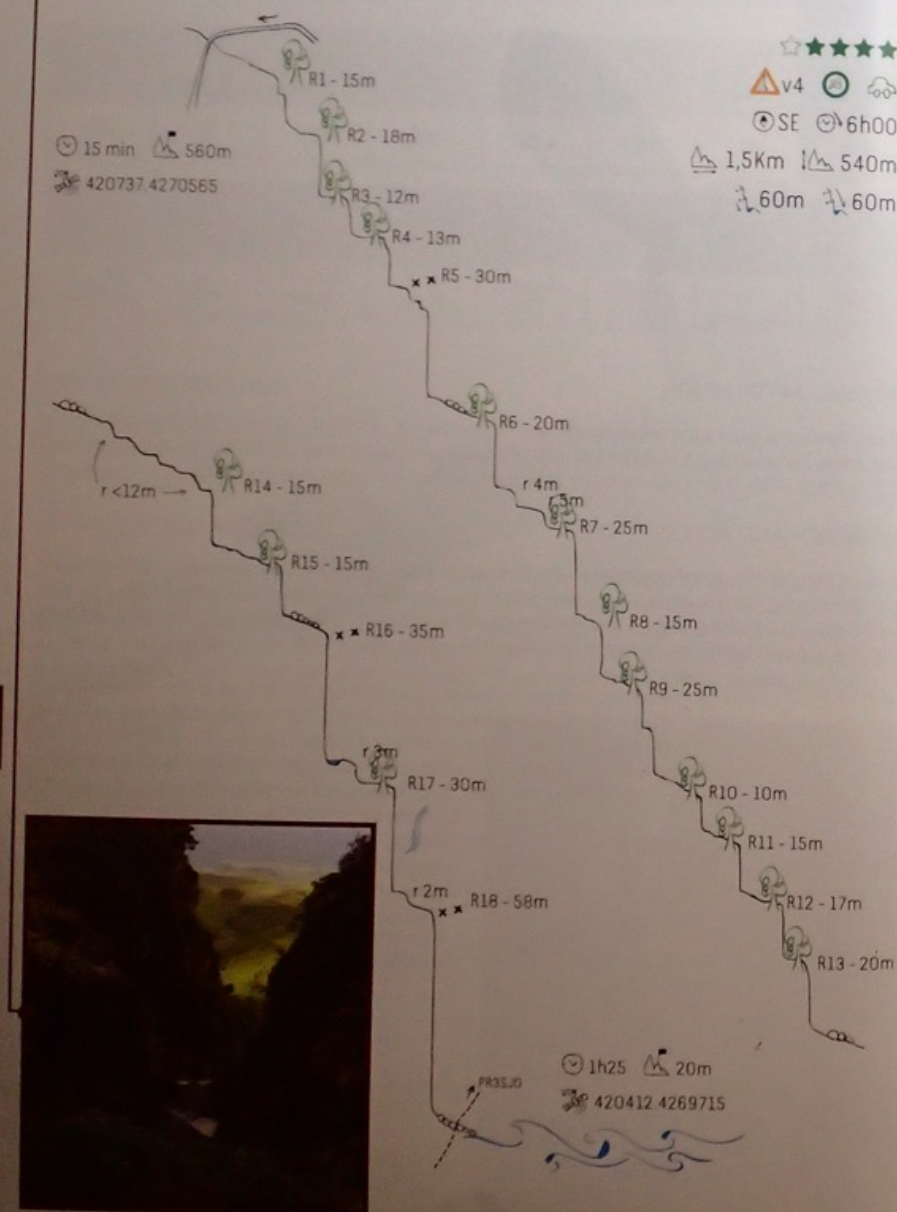 R1 - 15m
R2 - 18m
R3 - 12m
R4 - 13m
R5 - 30m
R6 - 20m
r 4m
r 5m
R7 - 25m
R8 - 15m
R9 - 25m
R10 - 10m
R11 - 15m
R12 - 17m
R13 - 20m
15 min 560m
420737 4270565
v4
SE 6h00
1,5Km 540m
60m 60m
r <12m
R14 - 15m
R15 - 15m
R16 - 35m
r 3m
R17 - 30m
r 2m
R18 - 58m
PR3SJO
1h25 20m
420412 4269715